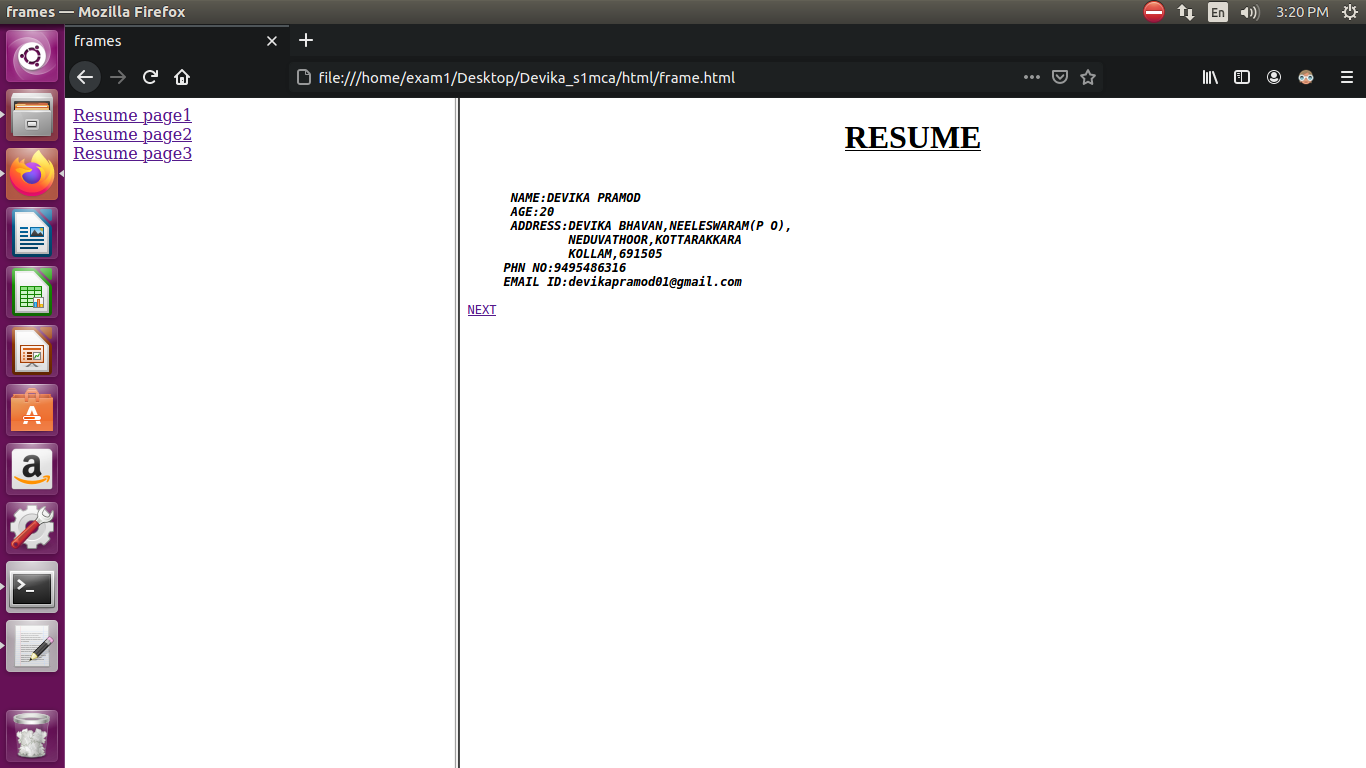 frames — Mozilla Firefox
En
3:20 PM
frames
file:///home/exam1/Desktop/Devika_s1mca/html/frame.html
Resume page1
Resume page2
Resume page3
RESUME
NAME:DEVIKA PRAMOD
AGE:20
ADDRESS:DEVIKA BHAVAN,NEELESWARAM(P O),
NEDUVATHOOR,KOTTARAKKARA
KOLLAM,691505
PHN NO:9495486316
EMAIL ID:devikapramod01@gmail.com
NEXT